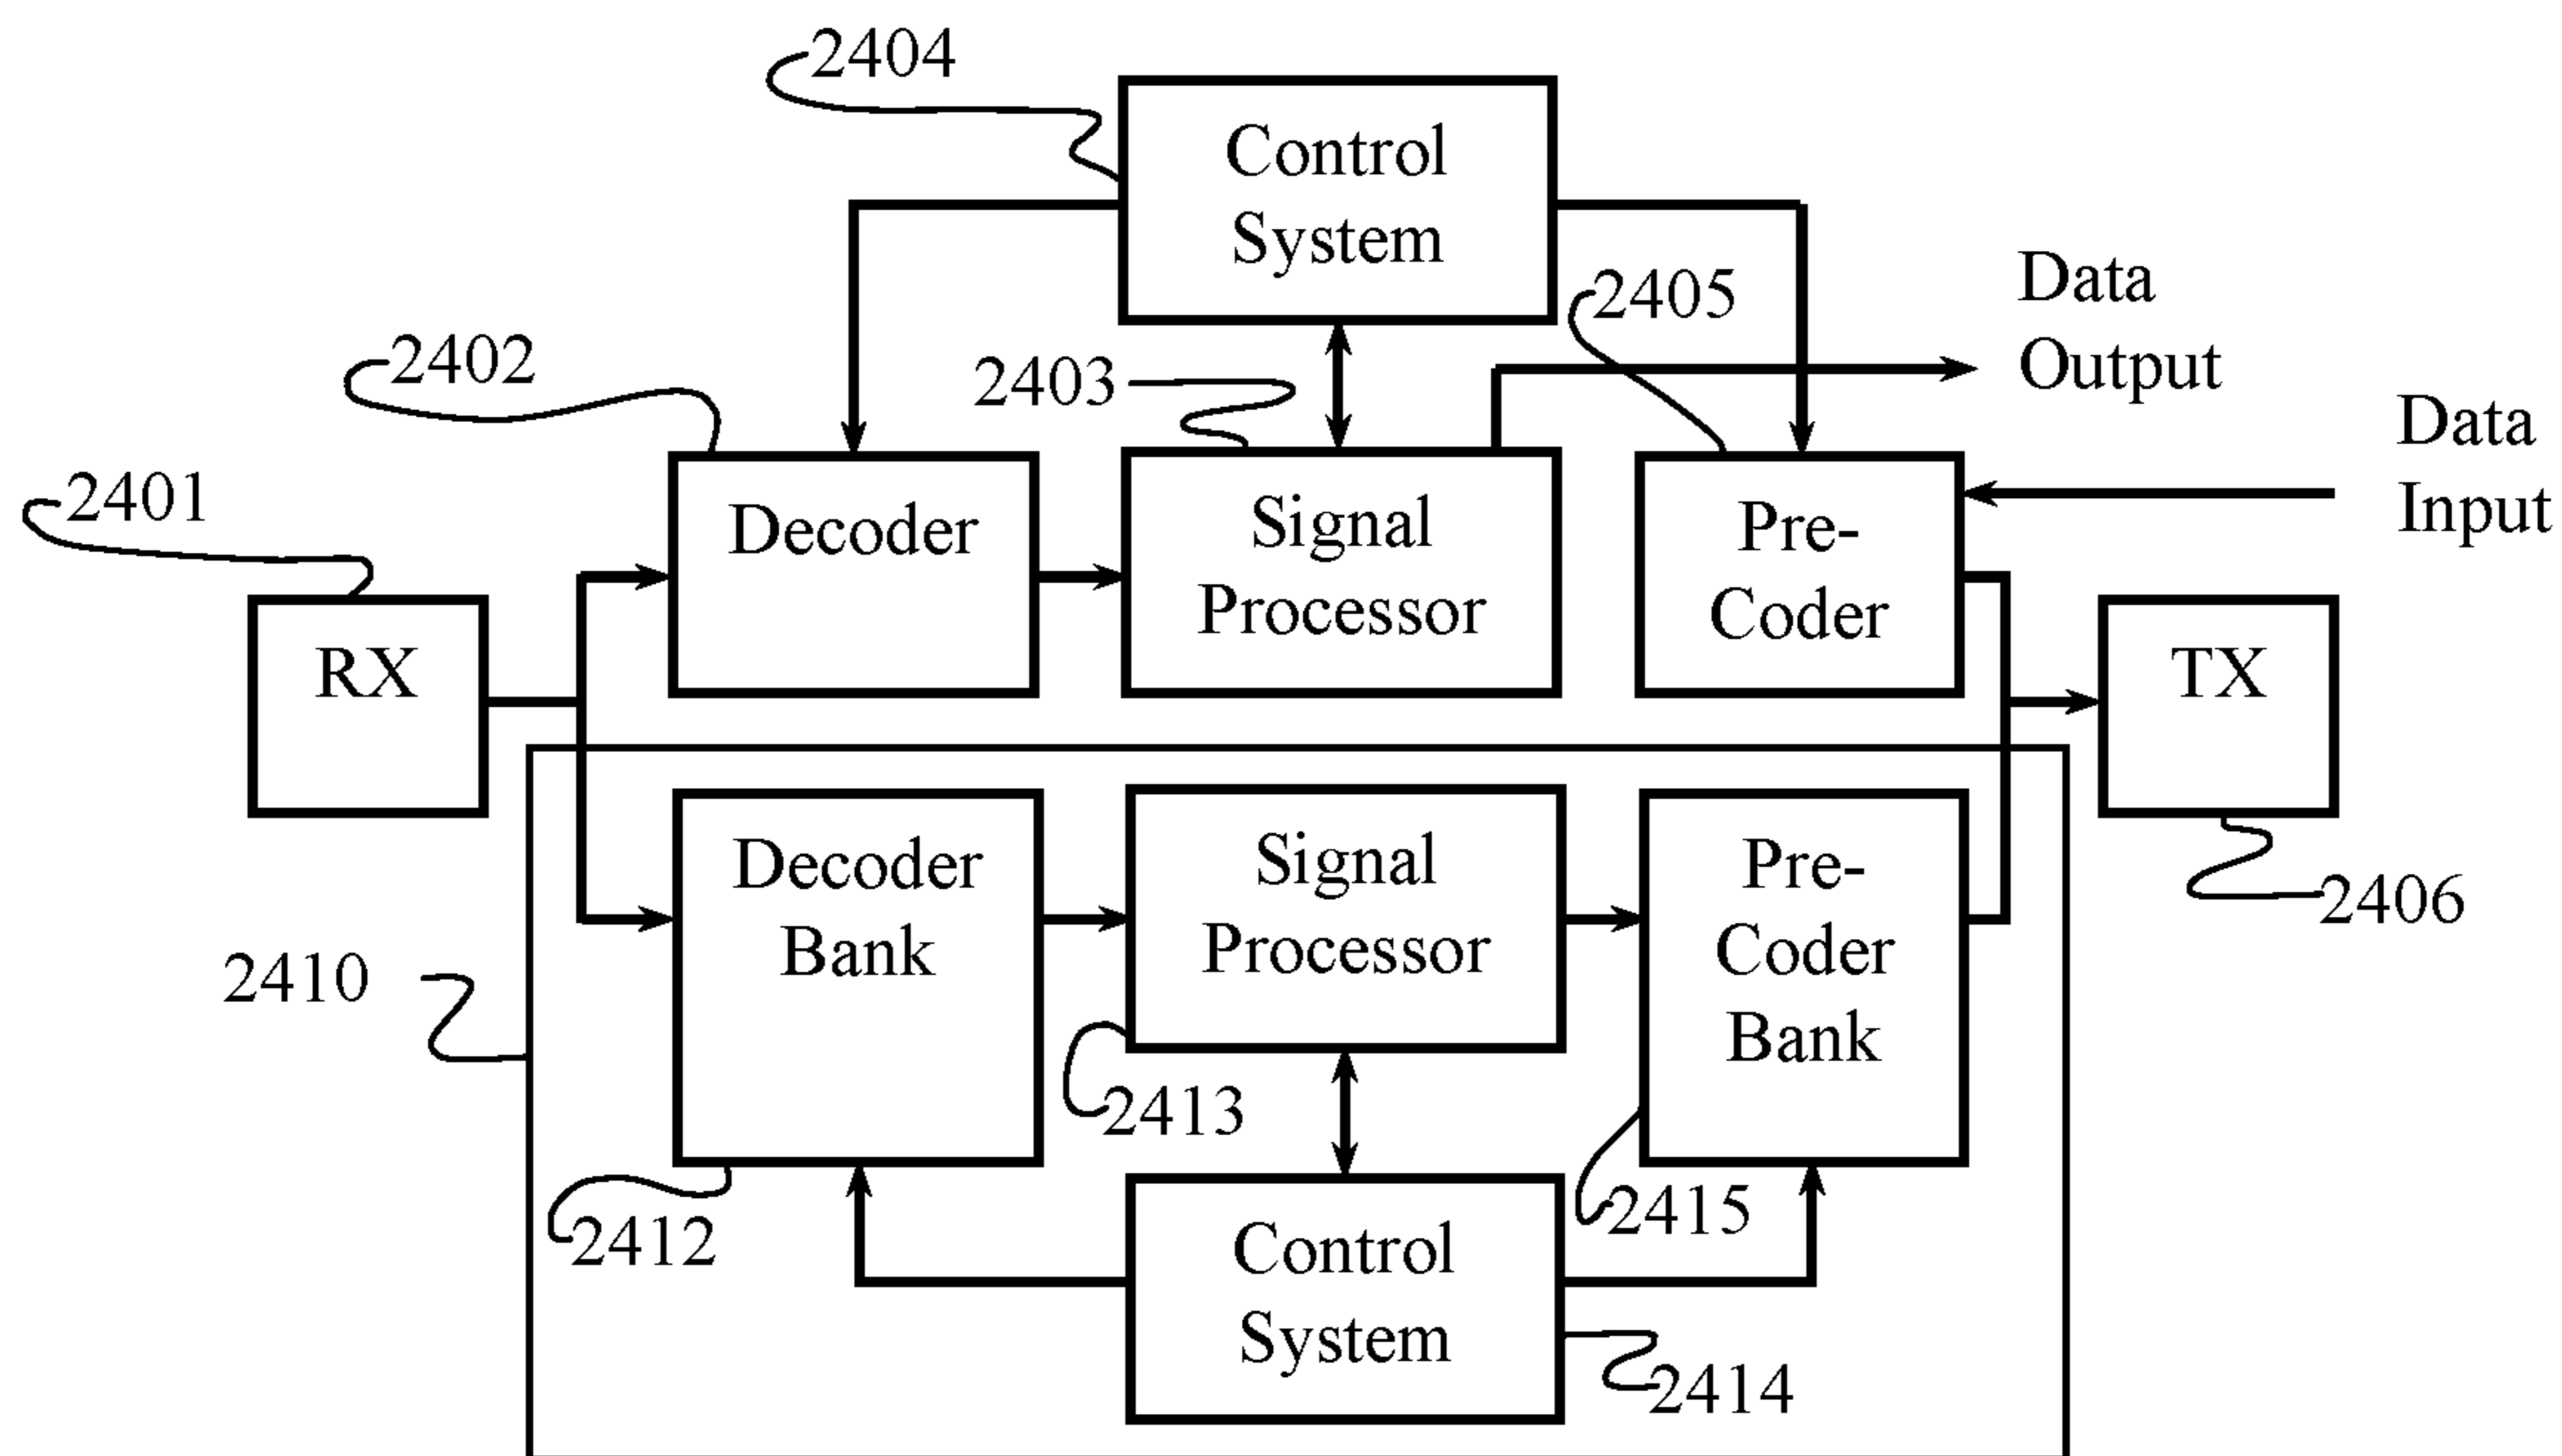 2404
Control
System
2405
Data
Output
2402
2403
Data
Input
2401
Decoder
Signal
Processor
Pre-
Coder
RX
TX
Decoder
Bank
Signal
Processor
Pre-
Coder
Bank
2406
2410
2413
2412
2415
Control
System
2414